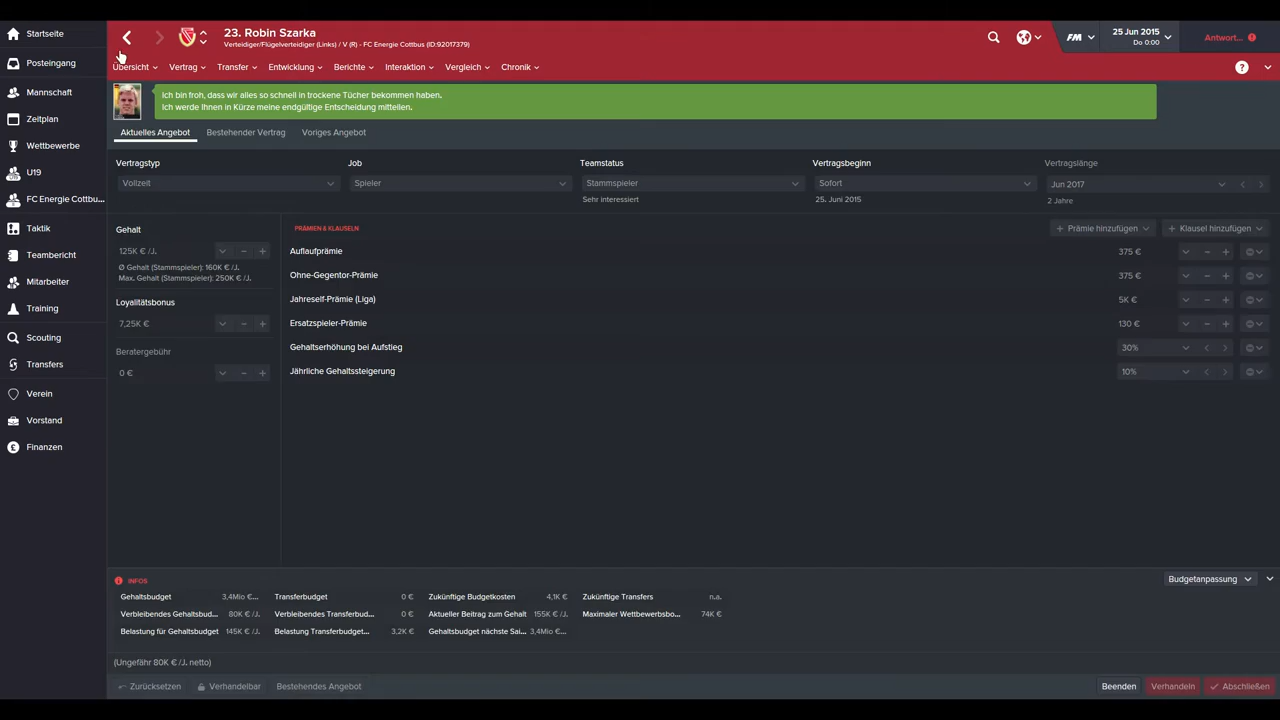 Startseite
Posteingang
Mannschaft
Zeitplan
Wettbewerbe
U19
FC Energie Cottbu...
Taktik
Teambericht
Mitarbeiter
Training
Scouting
Transfers
Verein
Vorstand
Finanzen
23. Robin Szarka
Verteidiger/Flügelverteidiger (Links) / V (R) - FC Energie Cottbus (ID:92017379)
FM
25 Jun 2015
Do 0:00
Antwort...
Übersicht Vertrag Transfer Entwicklung Berichte Interaktion Vergleich Chronik
Ich bin froh, dass wir alles so schnell in trockene Tücher bekommen haben.
Ich werde Ihnen in Kürze meine endgültige Entscheidung mitteilen.
Aktuelles Angebot Bestehender Vertrag Voriges Angebot
Vertragstyp Job Teamstatus Vertragsbeginn Vertragslänge
Vollzeit Spieler Stammspieler Sofort Jun 2017
Sehr interessiert 25. Juni 2015 2 Jahre
Gehalt
125K € /J.
Ø Gehalt (Stammspieler): 160K € /J.
Max. Gehalt (Stammspieler): 250K € /J.
Loyalitätsbonus
7,25K €
Beratergebühr
0 €
PRÄMIEN & KLAUSELN Prämie hinzufügen Klausel hinzufügen
Auflaufprämie 375 €
Ohne-Gegentor-Prämie 375 €
Jahreself-Prämie (Liga) 5K €
Ersatzspieler-Prämie 130 €
Gehaltserhöhung bei Aufstieg 30%
Jährliche Gehaltssteigerung 10%
INFOS Budgetanpassung
Gehaltsbudget 3,4Mio €... Transferbudget 0 € Zukünftige Budgetkosten 4,1K € Zukünftige Transfers n.a.
Verbleibendes Gehaltsbud... 80K € /J. Verbleibendes Transferbud... 0 € Aktueller Beitrag zum Gehalt 155K € /J. Maximaler Wettbewerbsbo... 74K €
Belastung für Gehaltsbudget 145K € /J. Belastung Transferbudget... 3,2K € Gehaltsbudget nächste Sai... 3,4Mio €...
(Ungefähr 80K € /J. netto)
Zurücksetzen Verhandelbar Bestehendes Angebot Beenden Verhandeln Abschließen